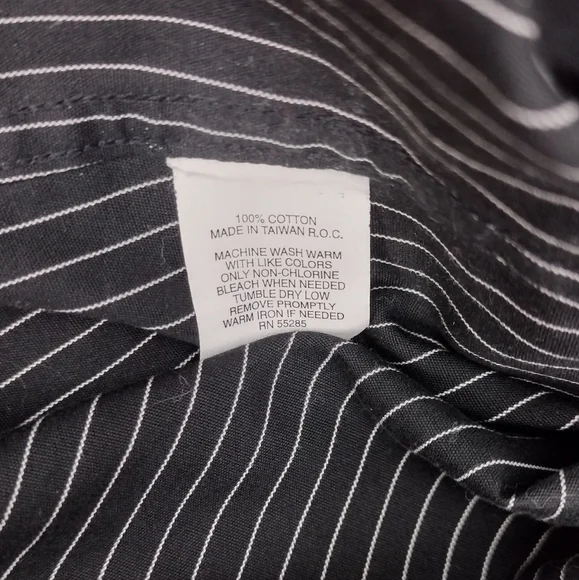 100% COTTON
MADE IN TAIWAN R.O.C.
MACHINE WASH WARM
WITH LIKE COLORS
ONLY NON-CHLORINE
BLEACH WHEN NEEDED
TUMBLE DRY LOW
REMOVE PROMPTLY
WARM IRON IF NEEDED
RN 55285